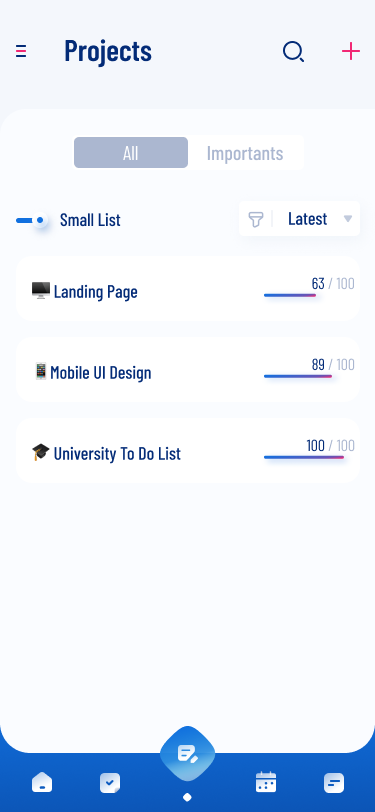 Projects
All Importants
Small List Latest
Landing Page 63 / 100
Mobile UI Design 89 / 100
University To Do List 100 / 100